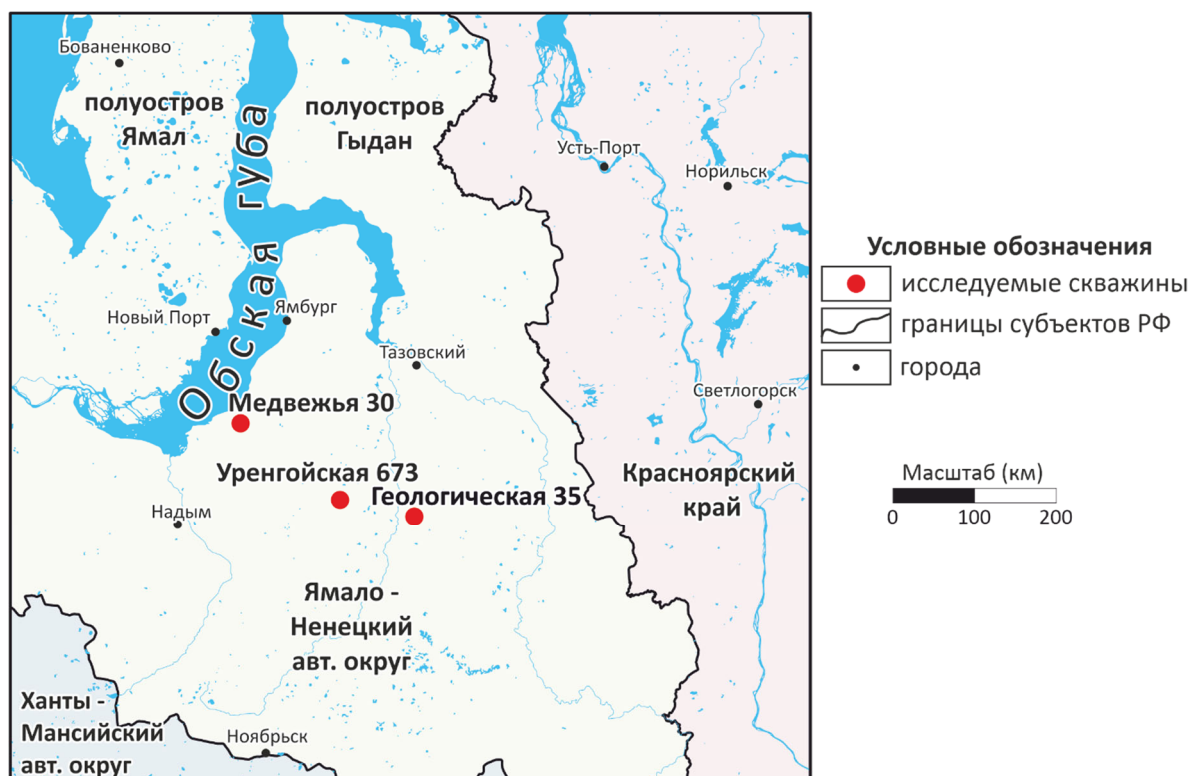 Бованенково
полуостров
Ямал
полуостров
Гыдан
Обская губа
Усть-Порт
Норильск
Новый Порт
Ямбург
Тазовский
Светлогорск
Медвежья 30
Уренгойская 673
Геологическая 35
Надым
Красноярский
край
Ямало -
Ненецкий
авт. округ
Ханты -
Мансийский
авт. округ
Ноябрьск
Условные обозначения
исследуемые скважины
границы субъектов РФ
города
Масштаб (км)
0 100 200